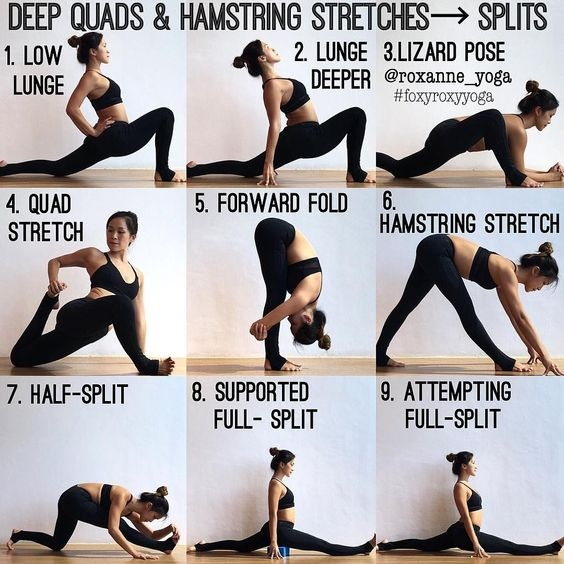 DEEP QUADS & HAMSTRING STRETCHES → SPLITS
1. LOW
LUNGE
2. LUNGE
DEEPER
3.LIZARD POSE
@roxanne_yoga
#foxyroxyyoga
4. QUAD
STRETCH
5. FORWARD FOLD
6.
HAMSTRING STRETCH
7. HALF-SPLIT
8. SUPPORTED
FULL- SPLIT
9. ATTEMPTING
FULL-SPLIT